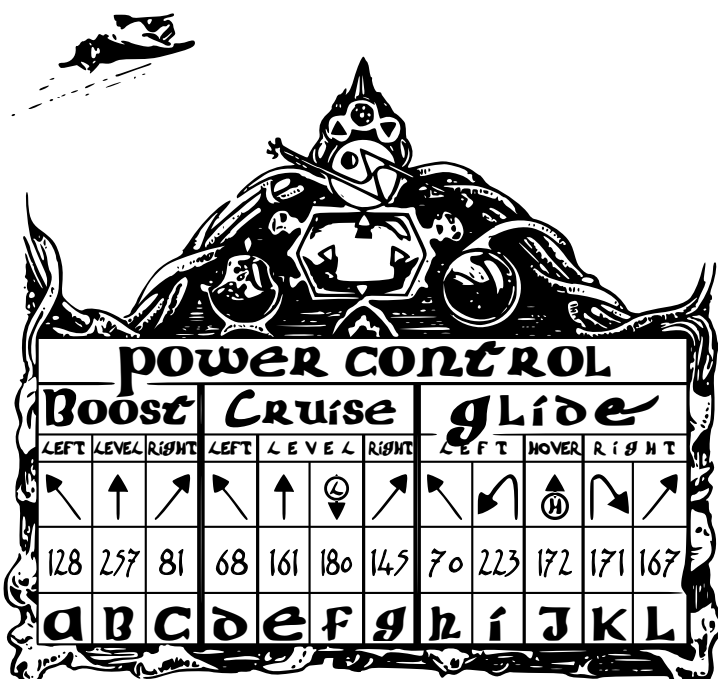 Power Control
Boost Cruise Glide
LEFT LEVEL RiGHT LEFT LEVEL RiGHT LEFT HOVER RiGHT
L H
128 257 81 68 161 180 145 70 223 172 171 167
a B C d e f g h i J K L